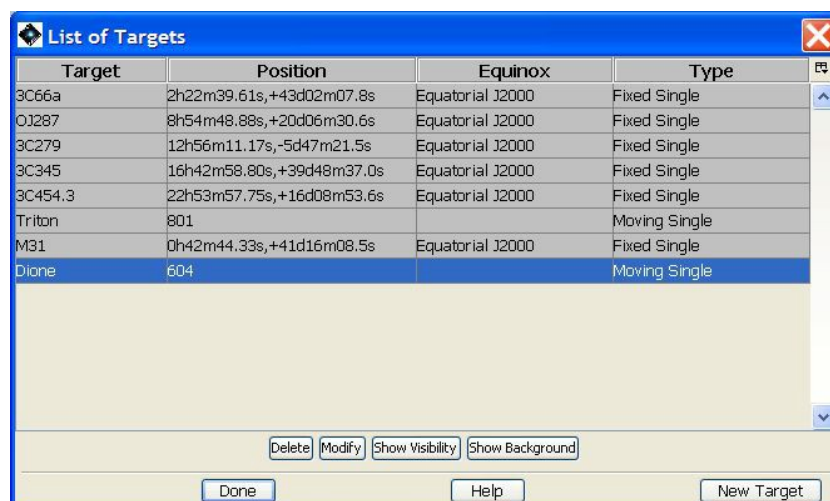 List of Targets
Target Position Equinox Type
3C66a 2h22m39.61s,+43d02m07.8s Equatorial J2000 Fixed Single
OJ287 8h54m48.88s,+20d06m30.6s Equatorial J2000 Fixed Single
3C279 12h56m11.17s,-5d47m21.5s Equatorial J2000 Fixed Single
3C345 16h42m58.80s,+39d48m37.0s Equatorial J2000 Fixed Single
3C454.3 22h53m57.75s,+16d08m53.6s Equatorial J2000 Fixed Single
Triton 801 Moving Single
M31 0h42m44.33s,+41d16m08.5s Equatorial J2000 Fixed Single
Dione 604 Moving Single
Delete Modify Show Visibility Show Background
Done Help New Target